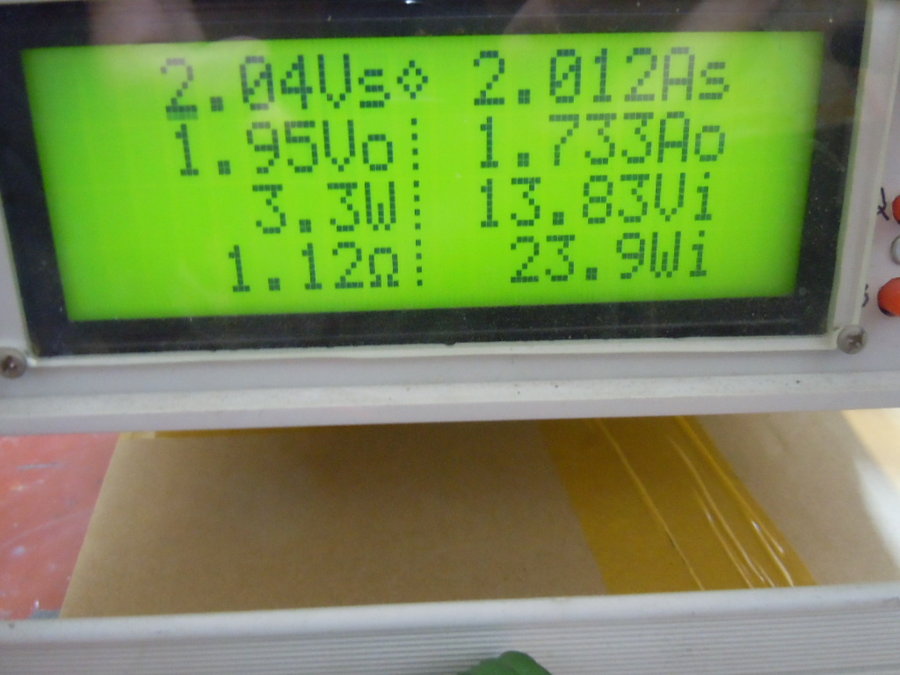 2.04Vs◊ 2.012As
1.95Vo 1.733Ao
3.3W 13.83Vi
1.12Ω 23.9Wi